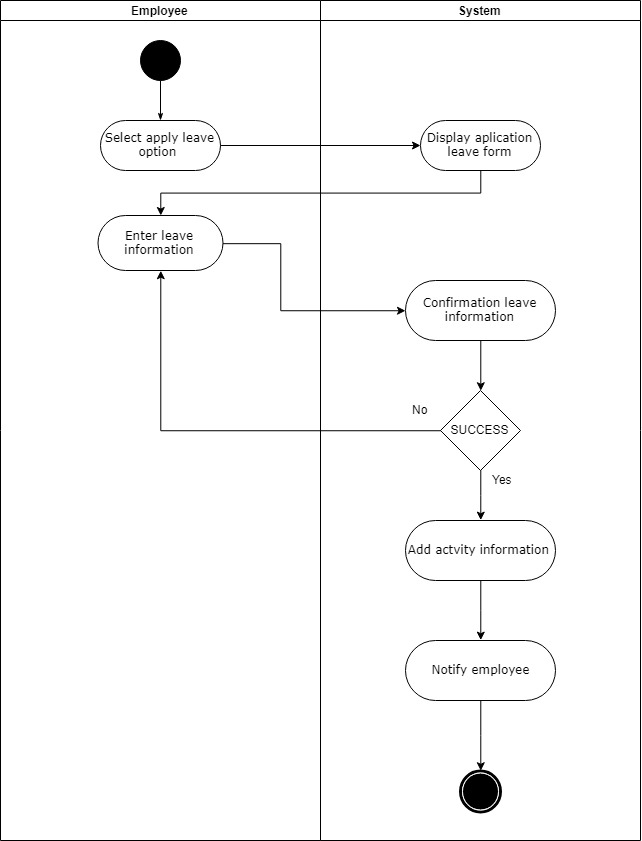 Employee
System
Select apply leave
option
Display aplication
leave form
Enter leave
information
Confirmation leave
information
No
SUCCESS
Yes
Add actvity information
Notify employee